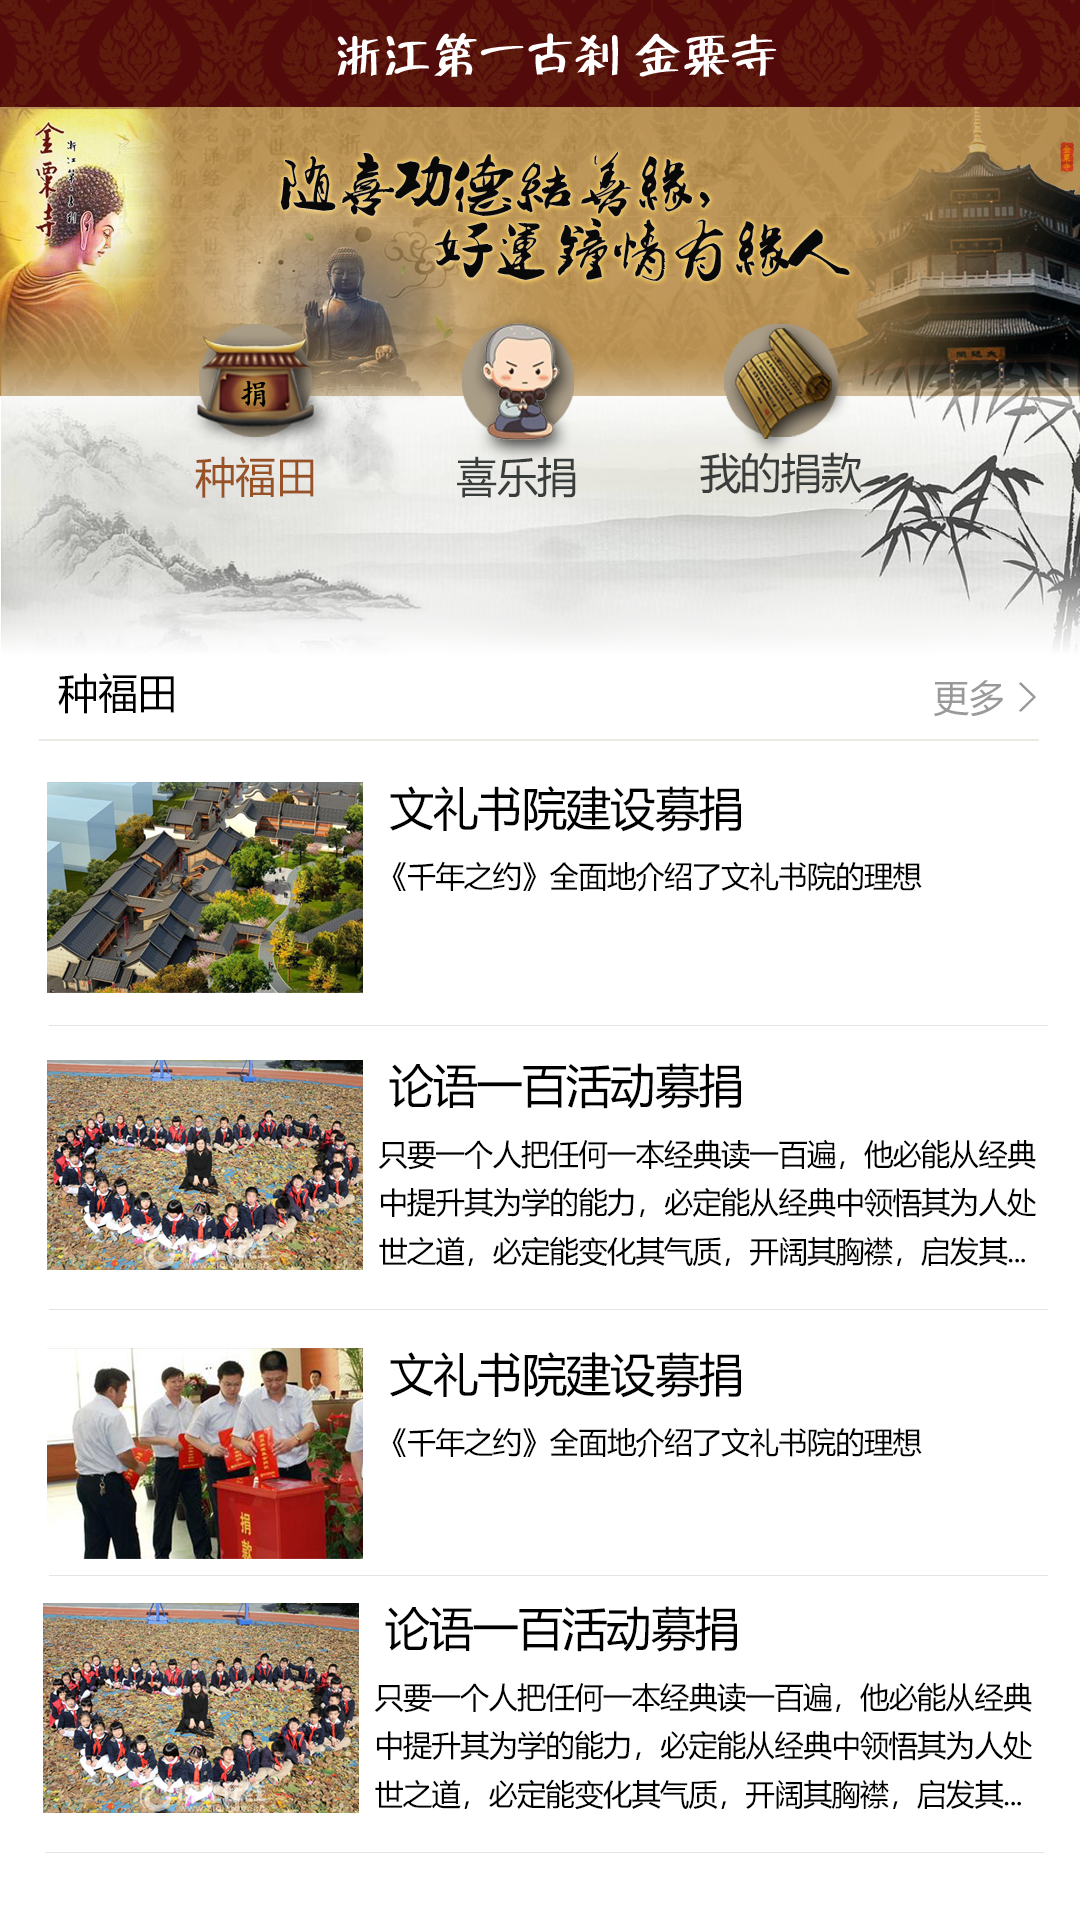 浙江第一古刹 金粟寺
金粟寺
随喜功德結善緣,
好運鐘情有緣人
金粟寺
捐
种福田
喜乐捐
我的捐款
种福田
更多
文礼书院建设募捐
《千年之约》全面地介绍了文礼书院的理想
论语一百活动募捐
只要一个人把任何一本经典读一百遍，他必能从经典
中提升其为学的能力，必定能从经典中领悟其为人处
世之道，必定能变化其气质，开阔其胸襟，启发其...
文礼书院建设募捐
《千年之约》全面地介绍了文礼书院的理想
捐款
论语一百活动募捐
只要一个人把任何一本经典读一百遍，他必能从经典
中提升其为学的能力，必定能从经典中领悟其为人处
世之道，必定能变化其气质，开阔其胸襟，启发其...